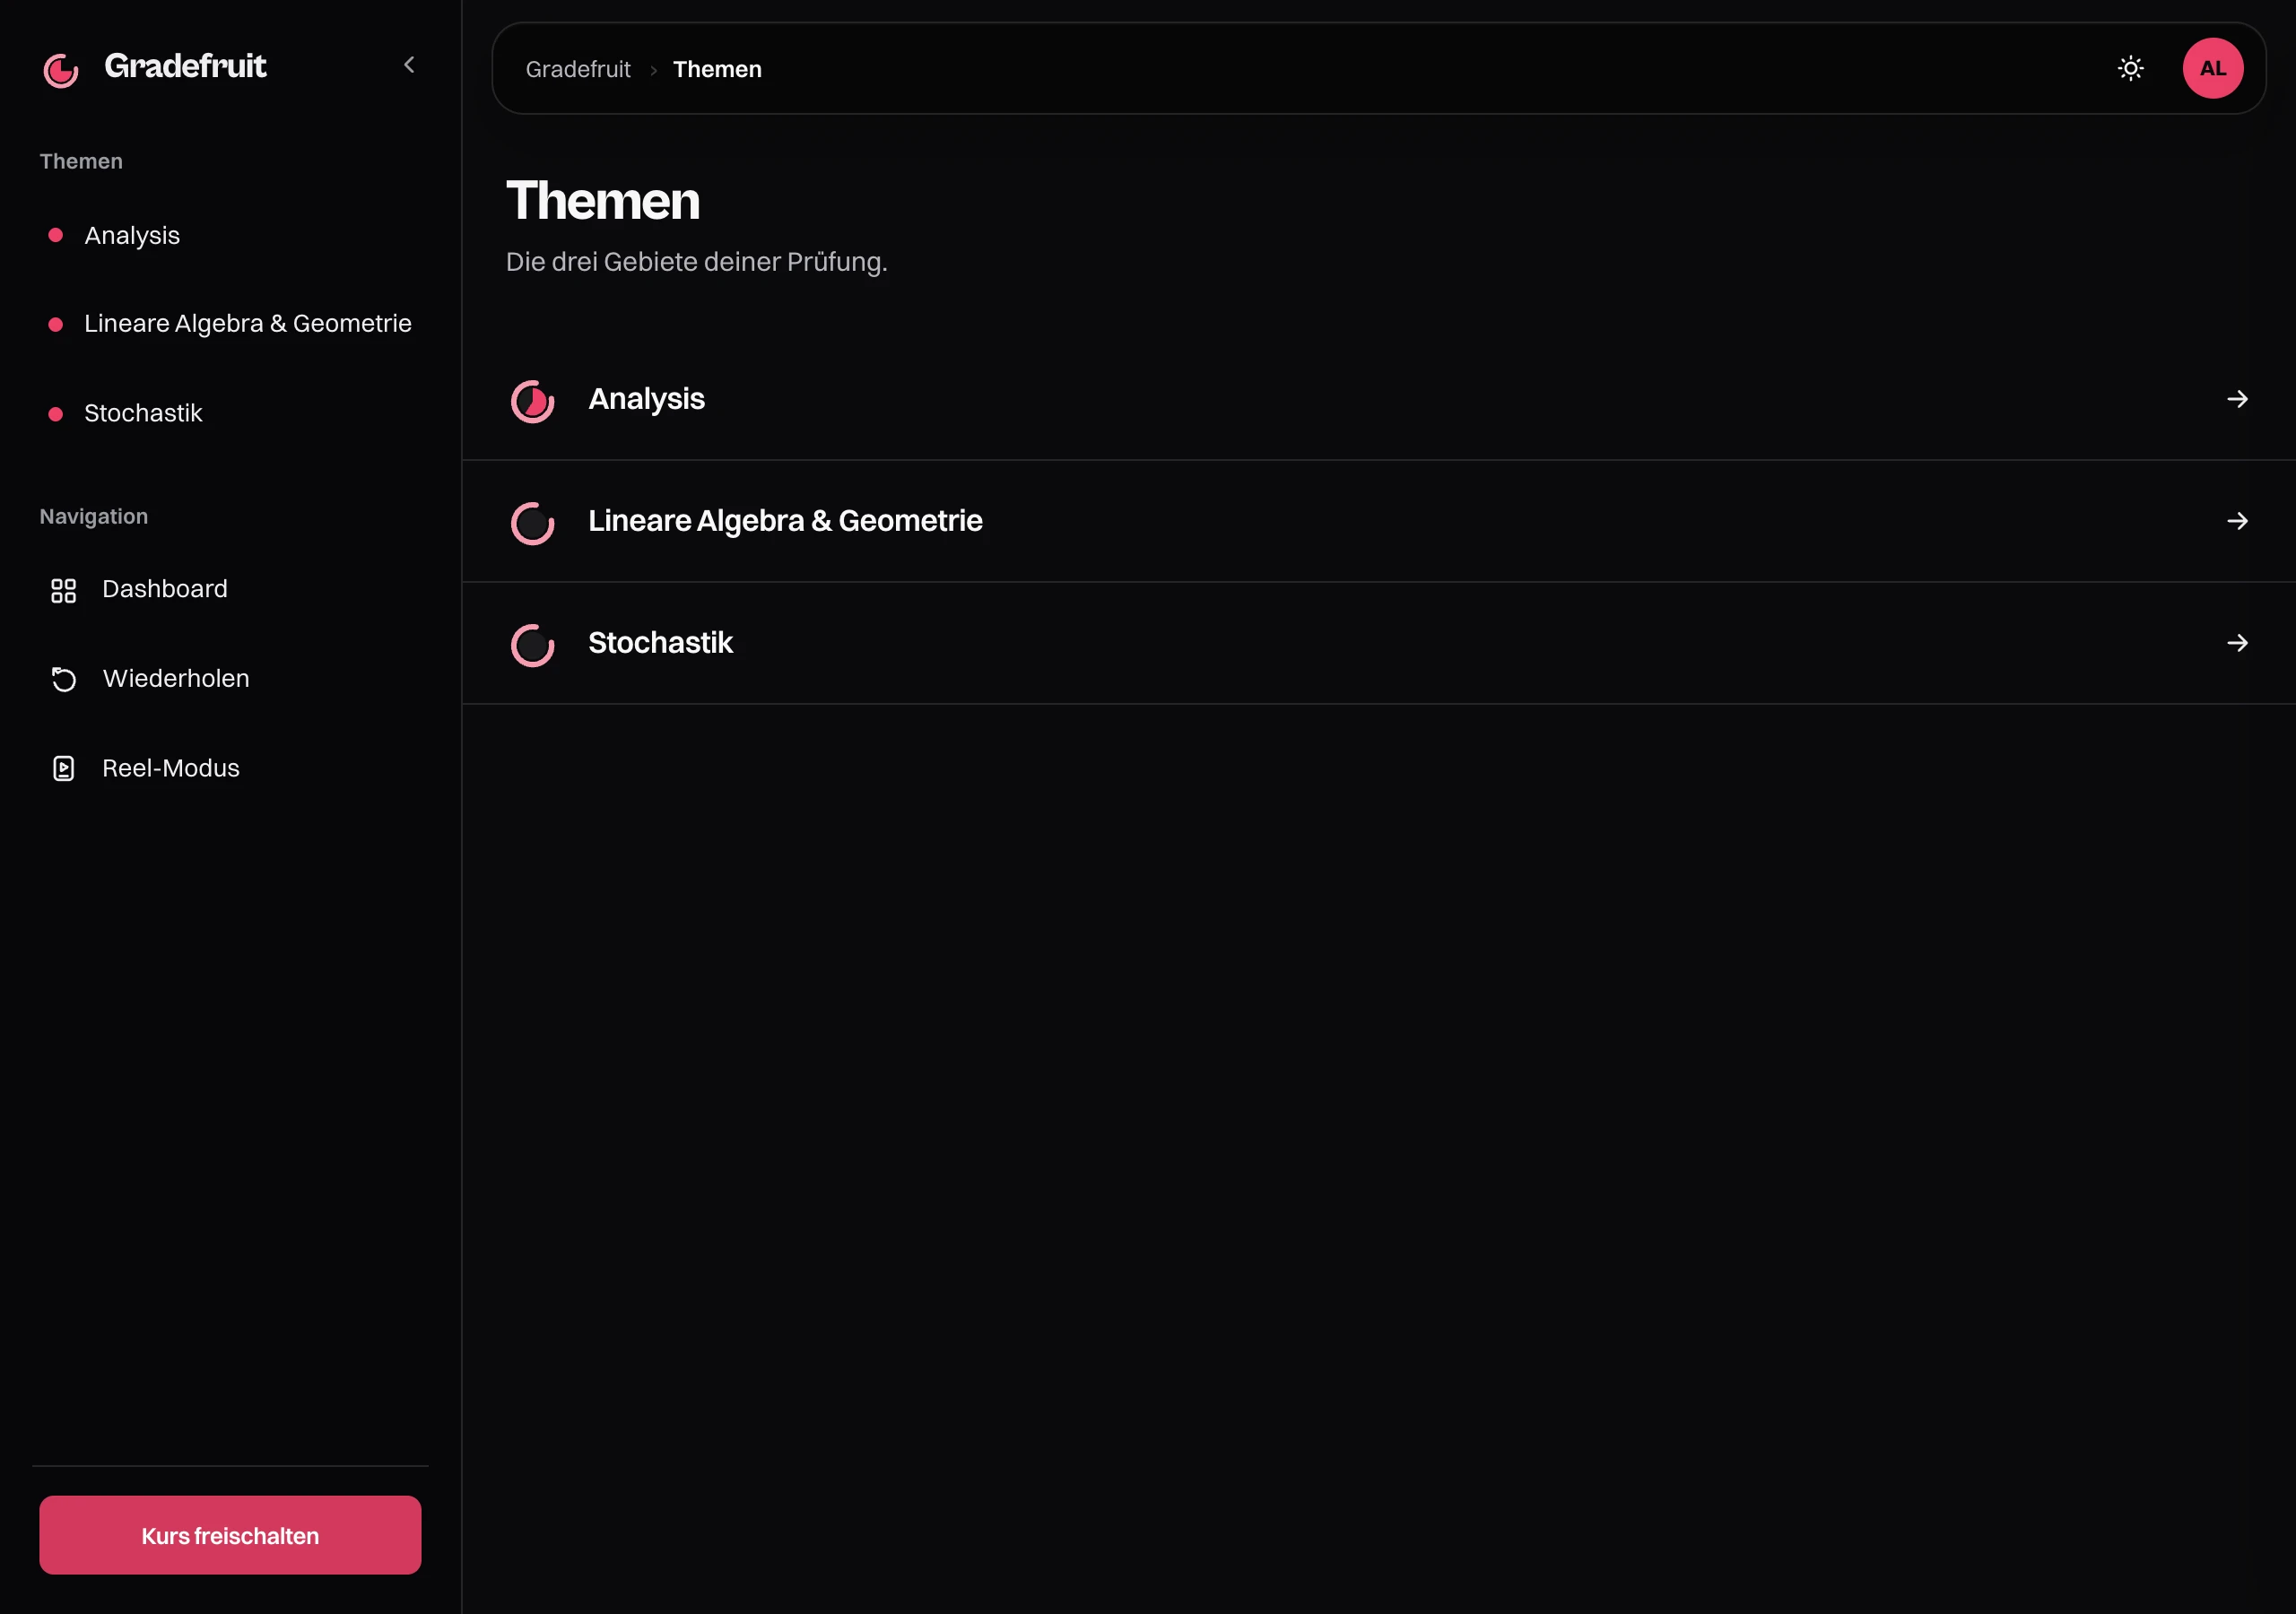 Gradefruit
Themen
Analysis
Lineare Algebra & Geometrie
Stochastik
Navigation
Dashboard
Wiederholen
Reel-Modus
Kurs freischalten
Gradefruit › Themen
AL
Themen
Die drei Gebiete deiner Prüfung.
Analysis
Lineare Algebra & Geometrie
Stochastik